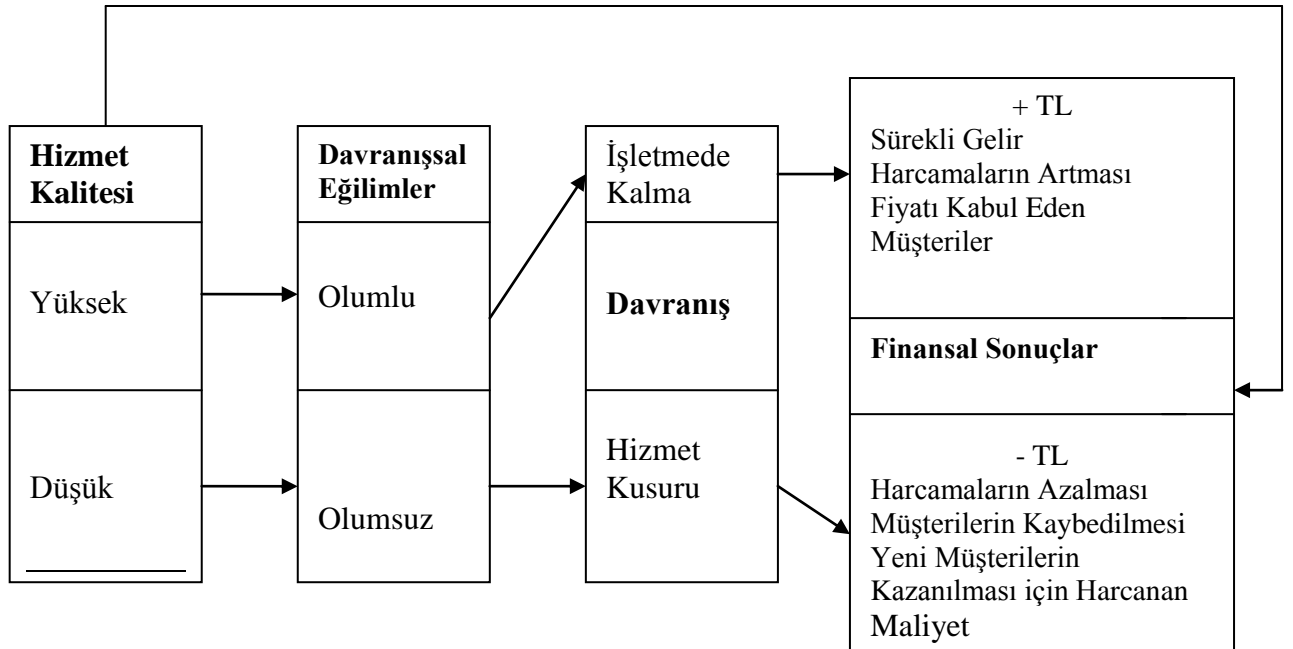 Hizmet
Kalitesi
Yüksek
Düşük
Davranışsal
Eğilimler
Olumlu
Olumsuz
İşletmede
Kalma
Davranış
Hizmet
Kusuru
+ TL
Sürekli Gelir
Harcamaların Artması
Fiyatı Kabul Eden
Müşteriler
Finansal Sonuçlar
- TL
Harcamaların Azalması
Müşterilerin Kaybedilmesi
Yeni Müşterilerin
Kazanılması için Harcanan
Maliyet